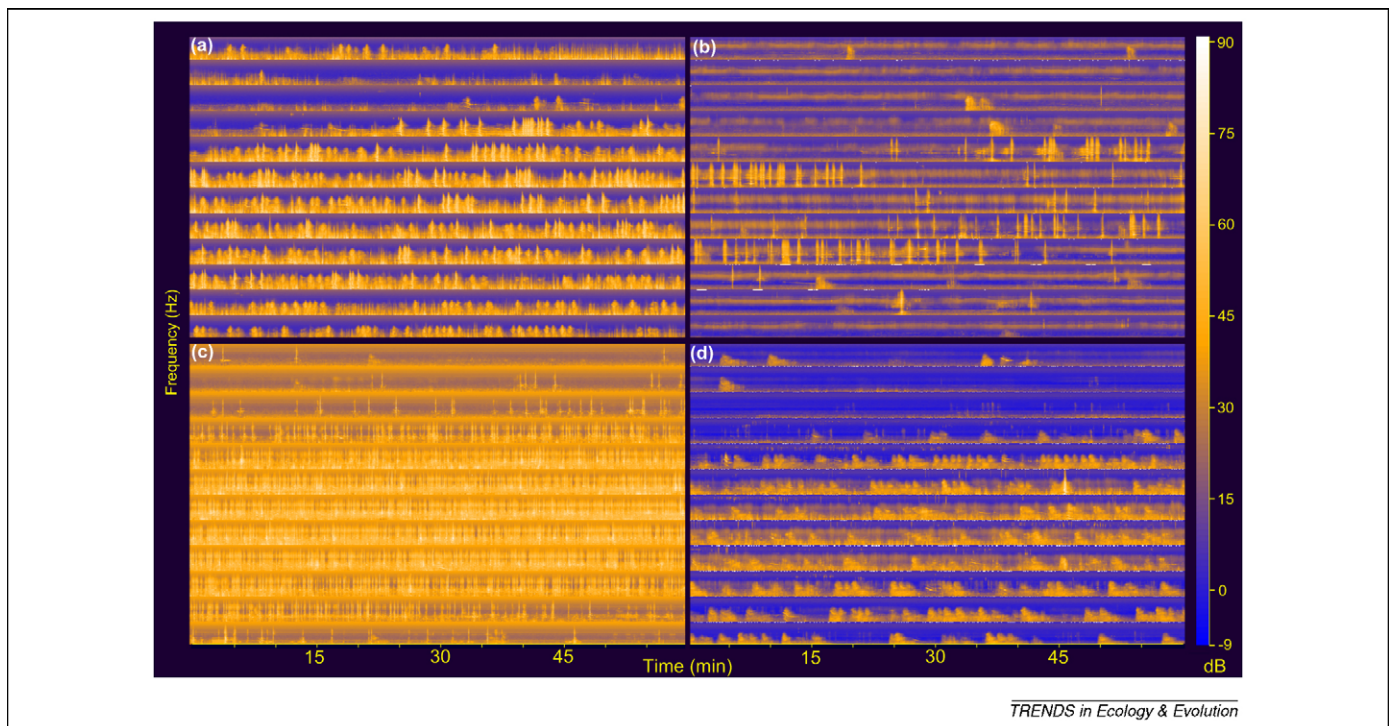 (a)
(b)
90
75
60
45
30
15
0
-9
dB
Frequency (Hz)
(c)
(d)
15
30
45
Time (min)
15
30
45
TRENDS in Ecology & Evolution